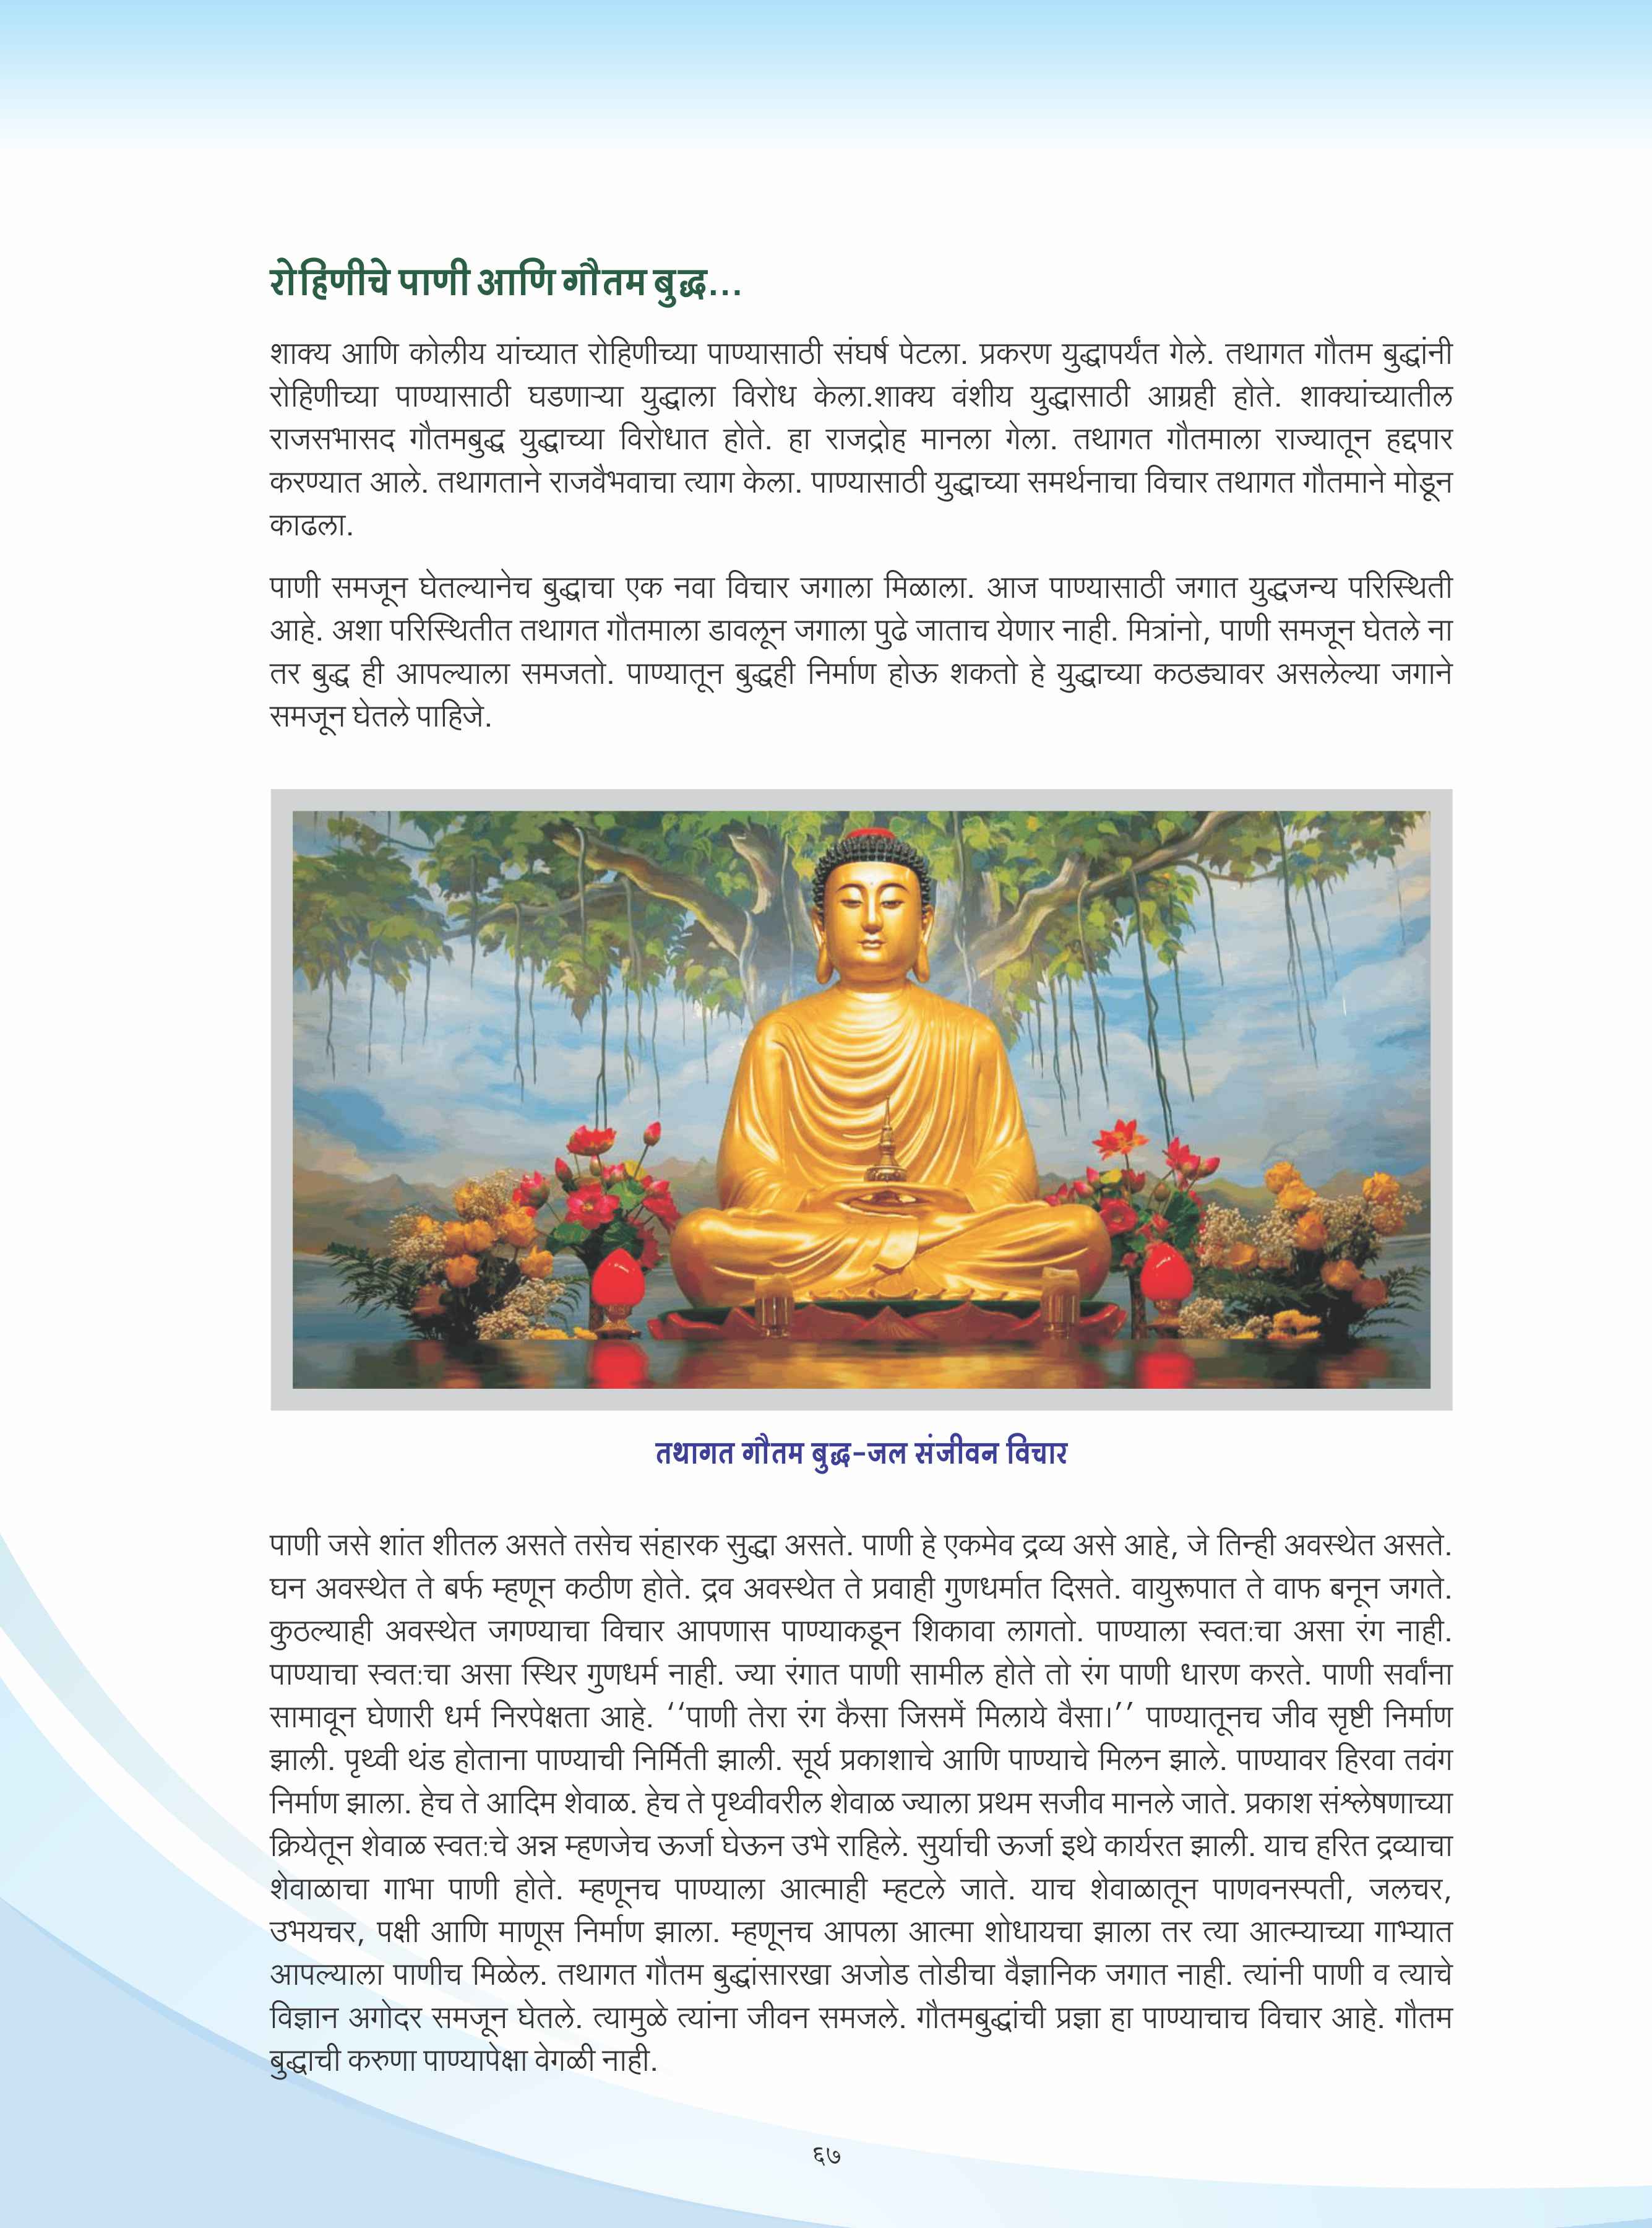 रोहिणीचे पाणी आणि गौतम बुद्ध...
शाक्य आणि कोलीय यांच्यात रोहिणीच्या पाण्यासाठी संघर्ष पेटला. प्रकरण युद्धापर्यंत गेले. तथागत गौतम बुद्धांनी
रोहिणीच्या पाण्यासाठी घडणाऱ्या युद्धाला विरोध केला.शाक्य वंशीय युद्धासाठी आग्रही होते. शाक्यांच्यातील
राजसभासद गौतमबुद्ध युद्धाच्या विरोधात होते. हा राजद्रोह मानला गेला. तथागत गौतमाला राज्यातून हद्दपार
करण्यात आले. तथागताने राजवैभवाचा त्याग केला. पाण्यासाठी युद्धाच्या समर्थनाचा विचार तथागत गौतमाने मोडून
काढला.
पाणी समजून घेतल्यानेच बुद्धाचा एक नवा विचार जगाला मिळाला. आज पाण्यासाठी जगात युद्धजन्य परिस्थिती
आहे. अशा परिस्थितीत तथागत गौतमाला डावलून जगाला पुढे जाताच येणार नाही. मित्रांनो, पाणी समजून घेतले ना
तर बुद्ध ही आपल्याला समजतो. पाण्यातून बुद्धही निर्माण होऊ शकतो हे युद्धाच्या कठड्यावर असलेल्या जगाने
समजून घेतले पाहिजे.
तथागत गौतम बुद्ध-जल संजीवन विचार
पाणी जसे शांत शीतल असते तसेच संहारक सुद्धा असते. पाणी हे एकमेव द्रव्य असे आहे, जे तिन्ही अवस्थेत असते.
घन अवस्थेत ते बर्फ म्हणून कठीण होते. द्रव अवस्थेत ते प्रवाही गुणधर्मात दिसते. वायुरूपात ते वाफ बनून जगते.
कुठल्याही अवस्थेत जगण्याचा विचार आपणास पाण्याकडून शिकावा लागतो. पाण्याला स्वतःचा असा रंग नाही.
पाण्याचा स्वतःचा असा स्थिर गुणधर्म नाही. ज्या रंगात पाणी सामील होते तो रंग पाणी धारण करते. पाणी सर्वांना
सामावून घेणारी धर्म निरपेक्षता आहे. ‘‘पाणी तेरा रंग कैसा जिसमें मिलाये वैसा।’’ पाण्यातूनच जीव सृष्टी निर्माण
झाली. पृथ्वी थंड होताना पाण्याची निर्मिती झाली. सूर्य प्रकाशाचे आणि पाण्याचे मिलन झाले. पाण्यावर हिरवा तवंग
निर्माण झाला. हेच ते आदिम शेवाळ. हेच ते पृथ्वीवरील शेवाळ ज्याला प्रथम सजीव मानले जाते. प्रकाश संश्लेषणाच्या
क्रियेतून शेवाळ स्वतःचे अन्न म्हणजेच ऊर्जा घेऊन उभे राहिले. सुर्याची ऊर्जा इथे कार्यरत झाली. याच हरित द्रव्याचा
शेवाळाचा गाभा पाणी होते. म्हणूनच पाण्याला आत्माही म्हटले जाते. याच शेवाळातून पाणवनस्पती, जलचर,
उभयचर, पक्षी आणि माणूस निर्माण झाला. म्हणूनच आपला आत्मा शोधायचा झाला तर त्या आत्म्याच्या गाभ्यात
आपल्याला पाणीच मिळेल. तथागत गौतम बुद्धांसारखा अजोड तोडीचा वैज्ञानिक जगात नाही. त्यांनी पाणी व त्याचे
विज्ञान अगोदर समजून घेतले. त्यामुळे त्यांना जीवन समजले. गौतमबुद्धांची प्रज्ञा हा पाण्याचाच विचार आहे. गौतम
बुद्धाची करुणा पाण्यापेक्षा वेगळी नाही.
६७